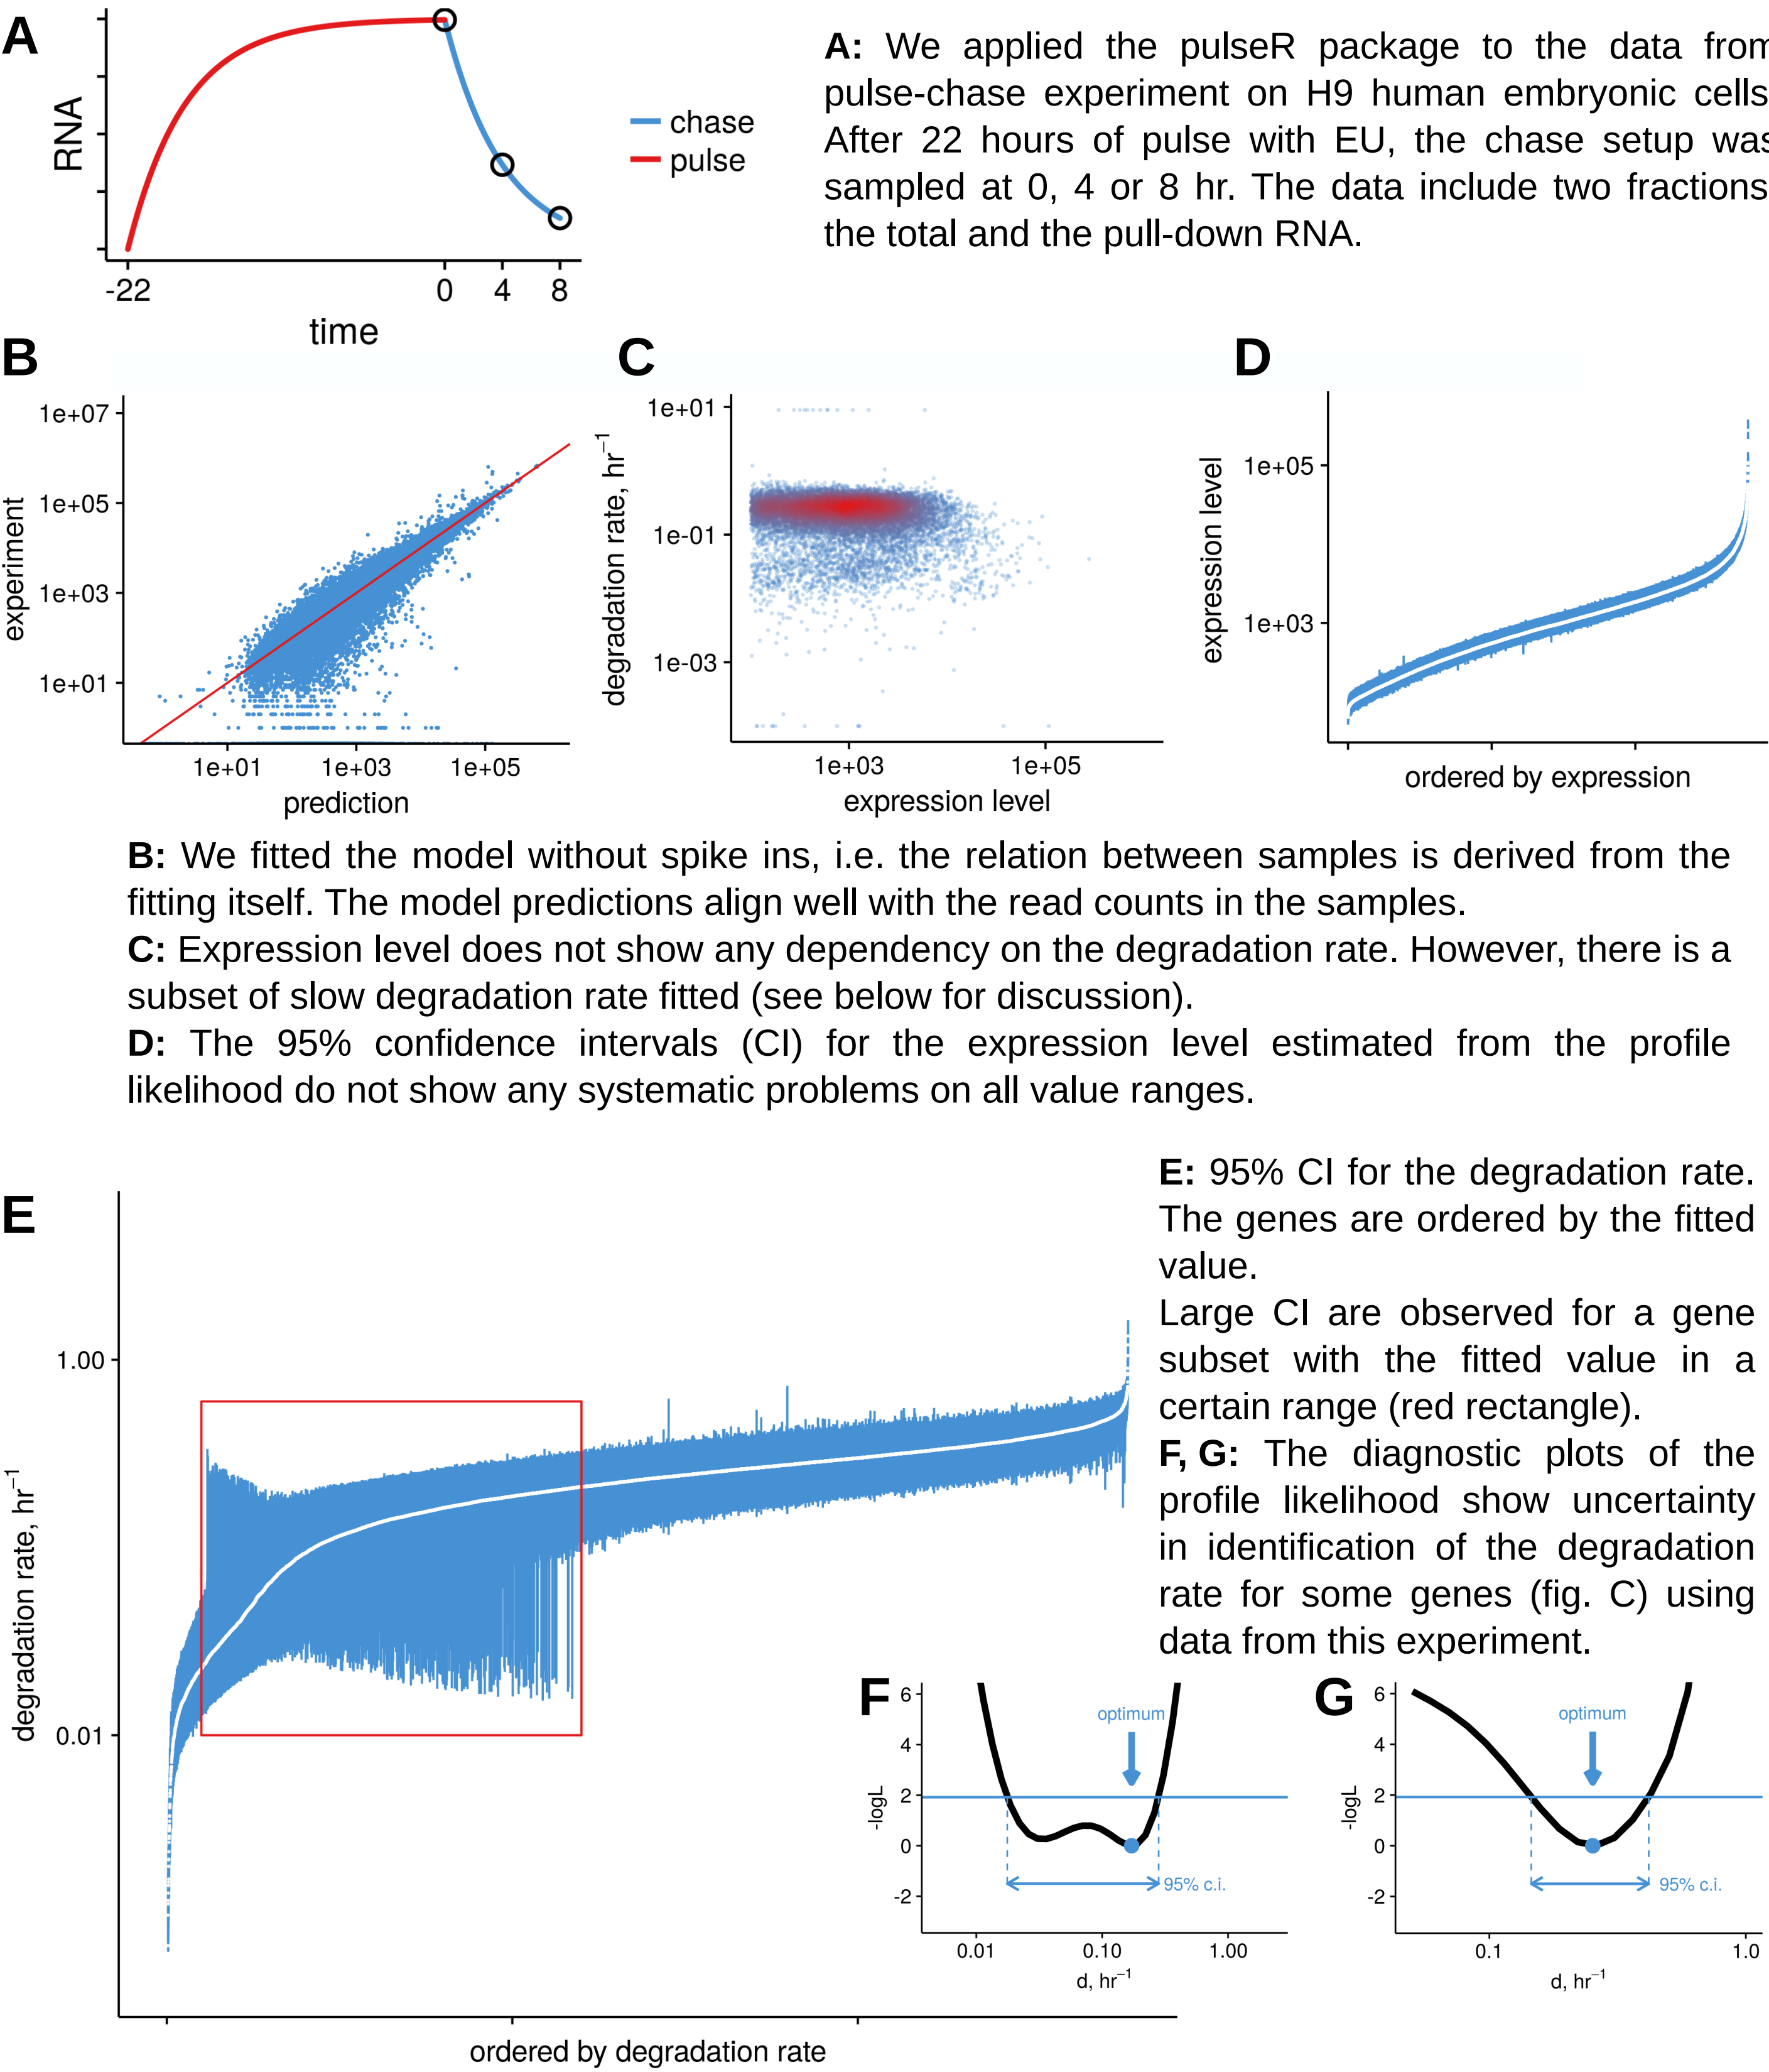 A
RNA
chase
pulse
-22
0
4
8
time
A: We applied the pulseR package to the data from
pulse-chase experiment on H9 human embryonic cells
After 22 hours of pulse with EU, the chase setup was
sampled at 0, 4 or 8 hr. The data include two fractions
the total and the pull-down RNA.
B
1e+07
1e+05
1e+03
1e+01
experiment
1e+01
1e+03
1e+05
prediction
C
1e+01
1e-01
1e-03
degradation rate, hr⁻¹
1e+03
1e+05
expression level
D
1e+05
1e+03
expression level
ordered by expression
B: We fitted the model without spike ins, i.e. the relation between samples is derived from the
fitting itself. The model predictions align well with the read counts in the samples.
C: Expression level does not show any dependency on the degradation rate. However, there is a
subset of slow degradation rate fitted (see below for discussion).
D: The 95% confidence intervals (CI) for the expression level estimated from the profile
likelihood do not show any systematic problems on all value ranges.
E
1.00
0.01
degradation rate, hr⁻¹
ordered by degradation rate
E: 95% CI for the degradation rate.
The genes are ordered by the fitted
value.
Large CI are observed for a gene
subset with the fitted value in a
certain range (red rectangle).
F, G: The diagnostic plots of the
profile likelihood show uncertainty
in identification of the degradation
rate for some genes (fig. C) using
data from this experiment.
F
6
4
2
0
-2
-logL
optimum
95% c.i.
0.01
0.10
1.00
d, hr⁻¹
G
6
4
2
0
-2
-logL
optimum
95% c.i.
0.1
1.0
d, hr⁻¹